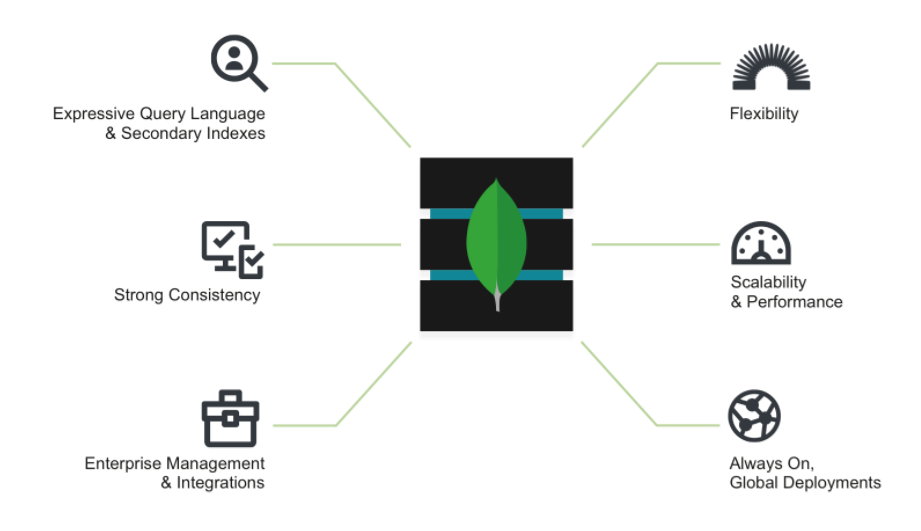 Expressive Query Language
& Secondary Indexes
Flexibility
Strong Consistency
Scalability
& Performance
Enterprise Management
& Integrations
Always On,
Global Deployments